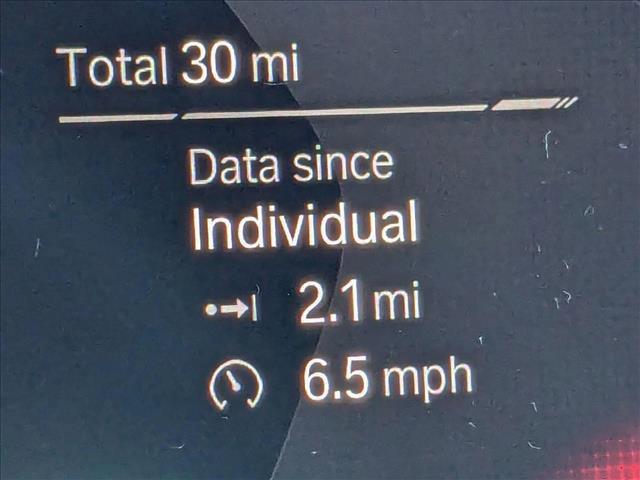 Total 30 mi
Data since
Individual
2.1 mi
6.5 mph